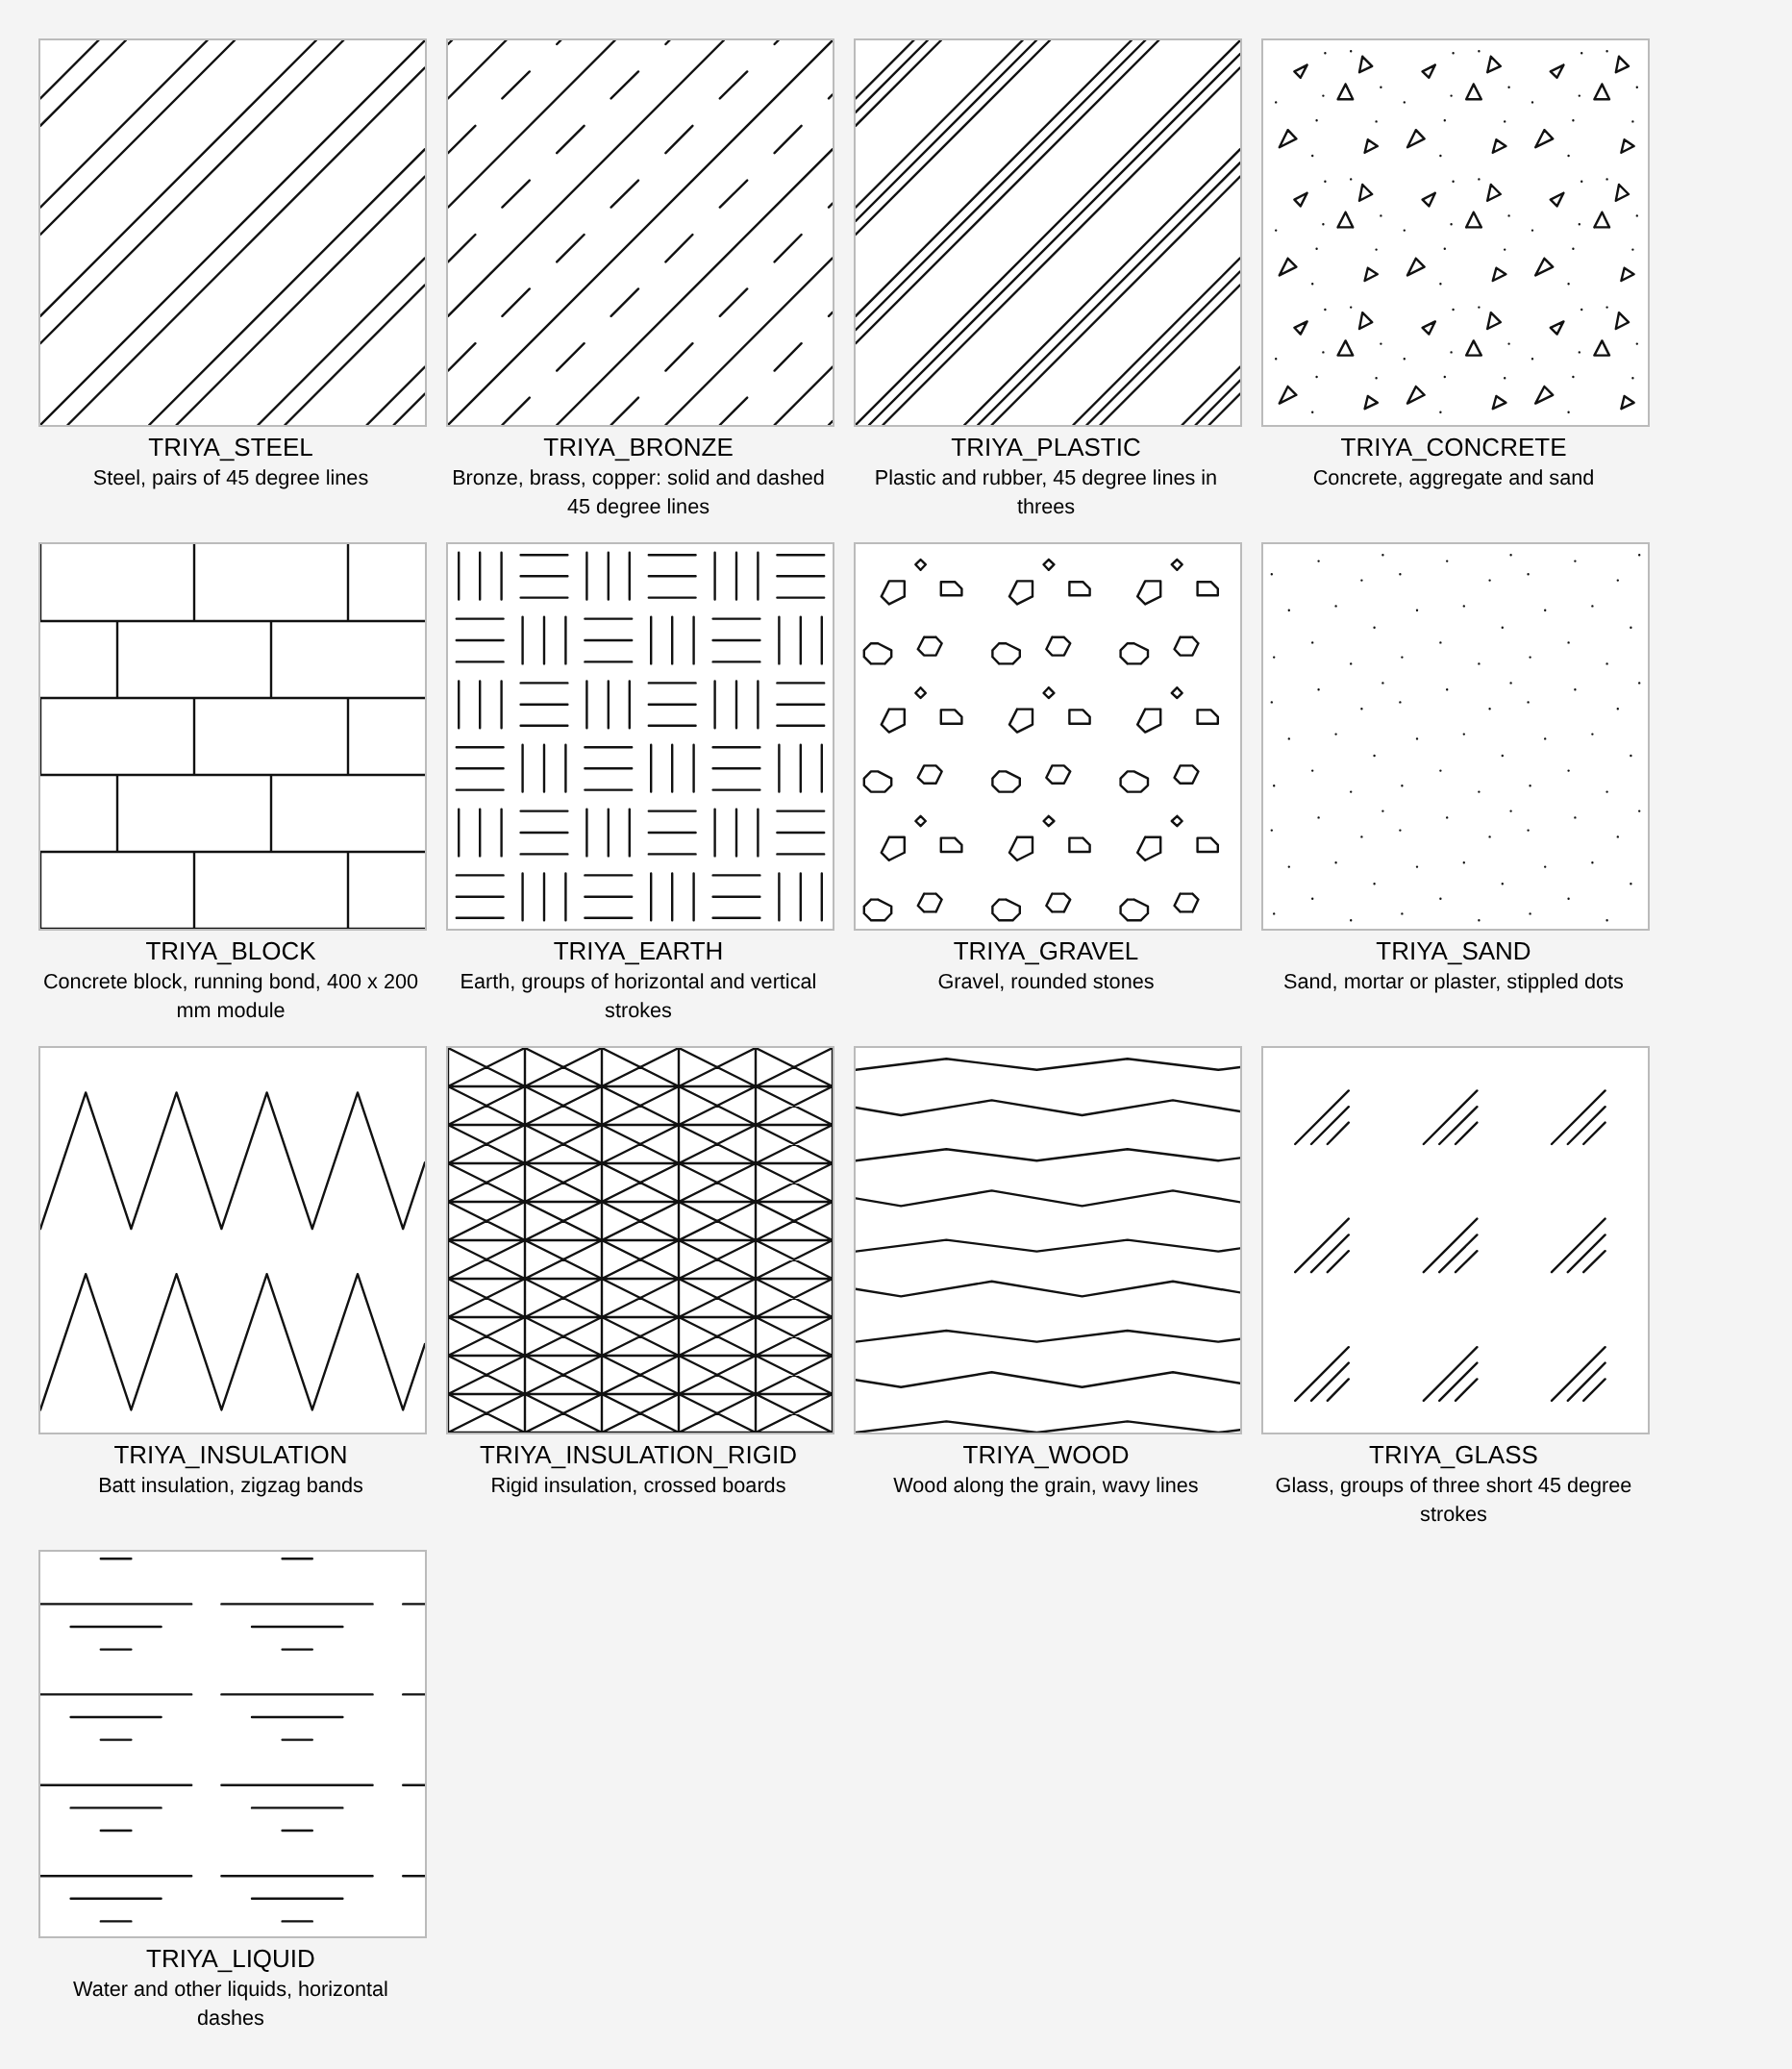 TRIYA_STEEL
Steel, pairs of 45 degree lines
TRIYA_BRONZE
Bronze, brass, copper: solid and dashed
45 degree lines
TRIYA_PLASTIC
Plastic and rubber, 45 degree lines in
threes
TRIYA_CONCRETE
Concrete, aggregate and sand
TRIYA_BLOCK
Concrete block, running bond, 400 x 200
mm module
TRIYA_EARTH
Earth, groups of horizontal and vertical
strokes
TRIYA_GRAVEL
Gravel, rounded stones
TRIYA_SAND
Sand, mortar or plaster, stippled dots
TRIYA_INSULATION
Batt insulation, zigzag bands
TRIYA_INSULATION_RIGID
Rigid insulation, crossed boards
TRIYA_WOOD
Wood along the grain, wavy lines
TRIYA_GLASS
Glass, groups of three short 45 degree
strokes
TRIYA_LIQUID
Water and other liquids, horizontal
dashes